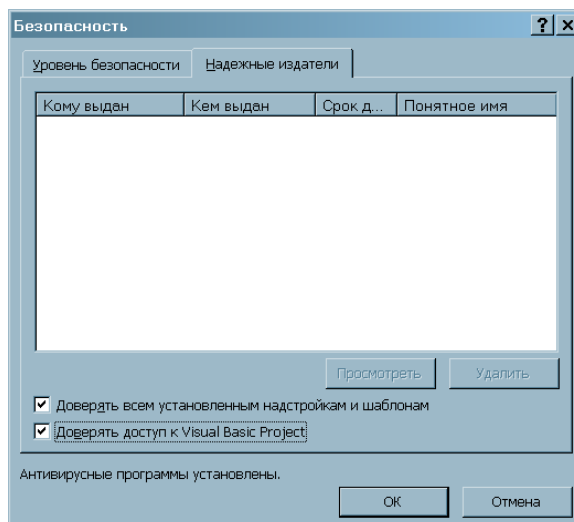 Безопасность
Уровень безопасности Надежные издатели
Кому выдан Кем выдан Срок д... Понятное имя
Просмотреть Удалить
Доверять всем установленным надстройкам и шаблонам
Доверять доступ к Visual Basic Project
Антивирусные программы установлены.
ОК Отмена